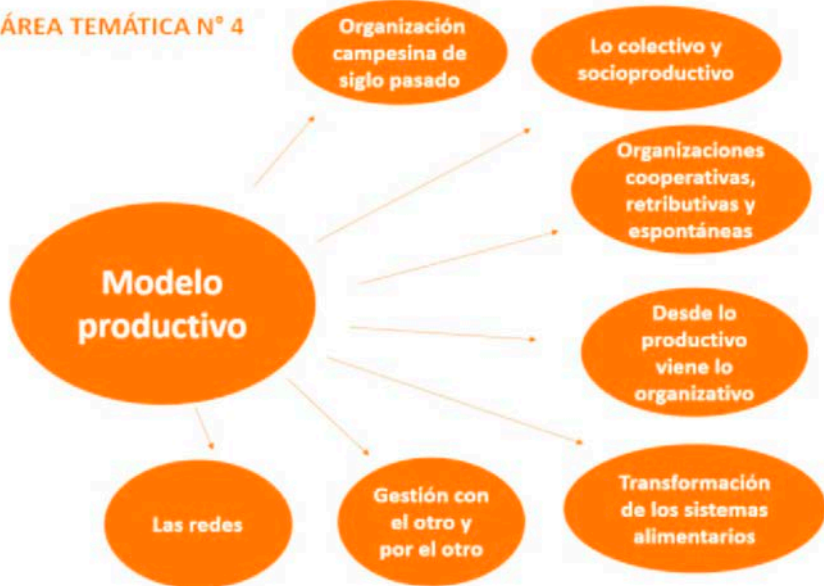 ÁREA TEMÁTICA N° 4
Organización
campesina de
siglo pasado
Lo colectivo y
socioproductivo
Organizaciones
cooperativas,
retributivas y
espontáneas
Modelo
productivo
Desde lo
productivo
viene lo
organizativo
Transformación
de los sistemas
alimentarios
Gestión con
el otro y
por el otro
Las redes